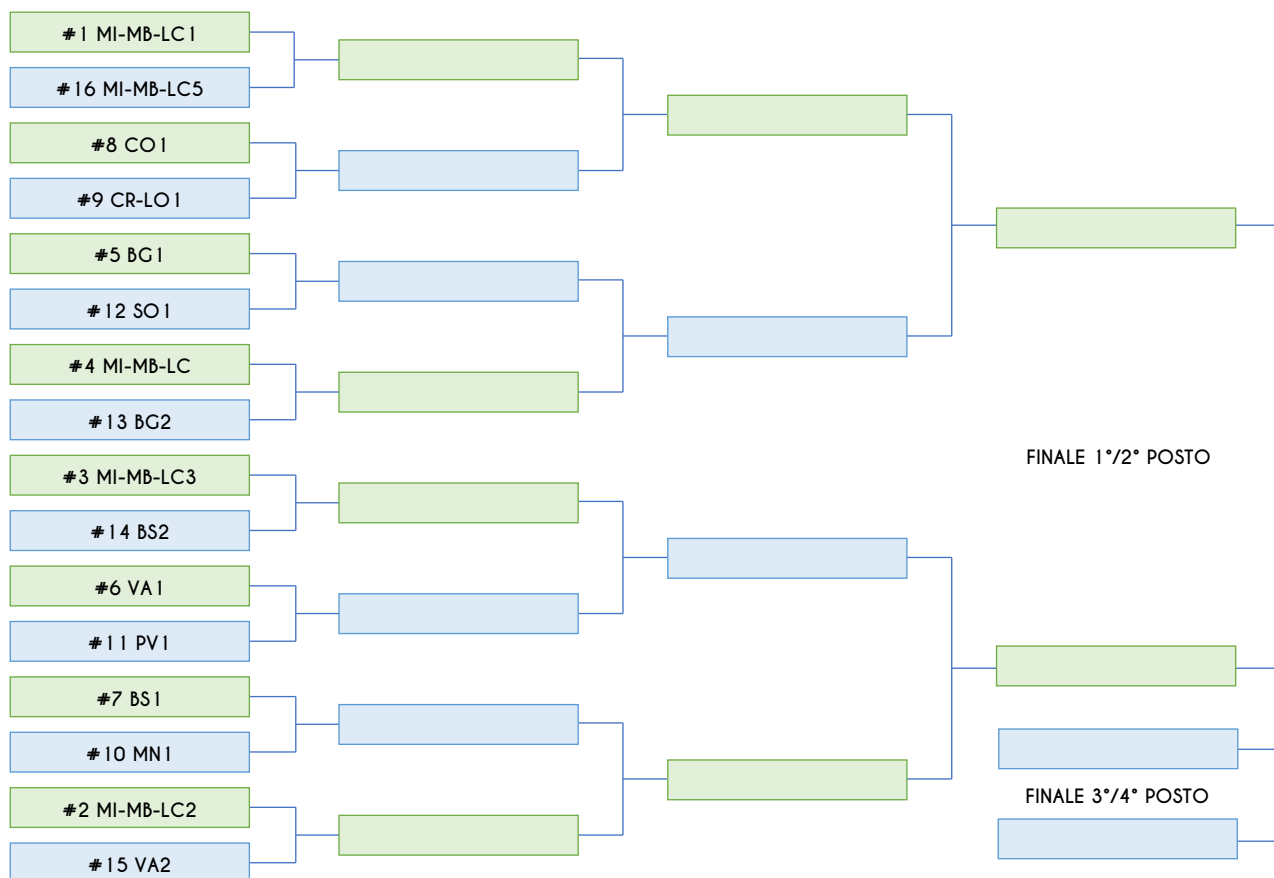 #1 MI-MB-LC1
#16 MI-MB-LC5
#8 CO1
#9 CR-LO1
#5 BG1
#12 SO1
#4 MI-MB-LC
#13 BG2
#3 MI-MB-LC3
#14 BS2
#6 VA1
#11 PV1
#7 BS1
#10 MN1
#2 MI-MB-LC2
#15 VA2
FINALE 1°/2° POSTO
FINALE 3°/4° POSTO